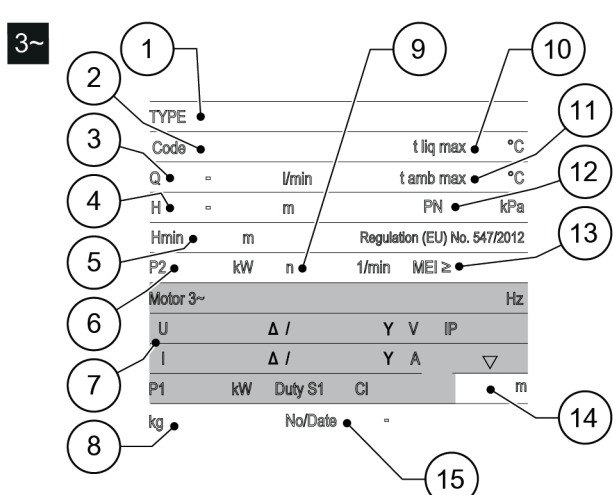 3~
1 9 10
2 11
TYPE
3 Code t liq max °C
Q - l/min t amb max °C 12
4 H - m PN kPa
Hmin m Regulation (EU) No. 547/2012 13
5 P2 kW n 1/min MEI ≥
Motor 3~ Hz
6 U Δ / Y V IP
I Δ / Y A ▽
7 P1 kW Duty S1 Cl m
kg No/Date - 14
8 15